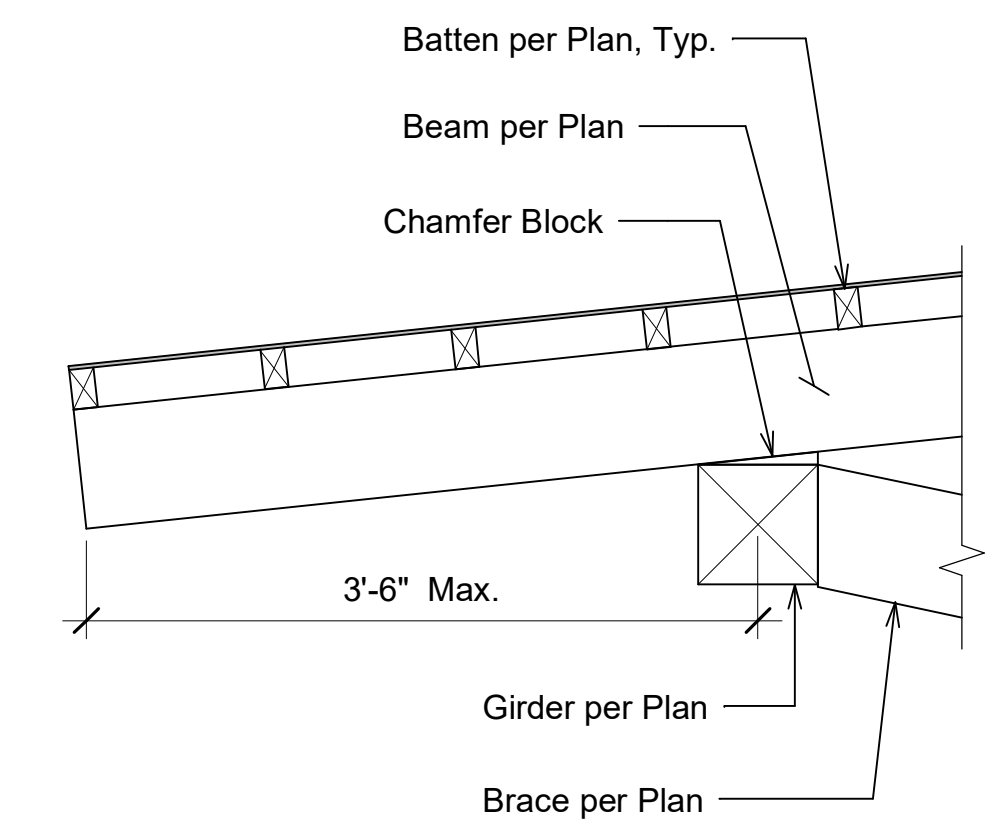 Batten per Plan, Typ.
Beam per Plan
Chamfer Block
3'-6" Max.
Girder per Plan
Brace per Plan